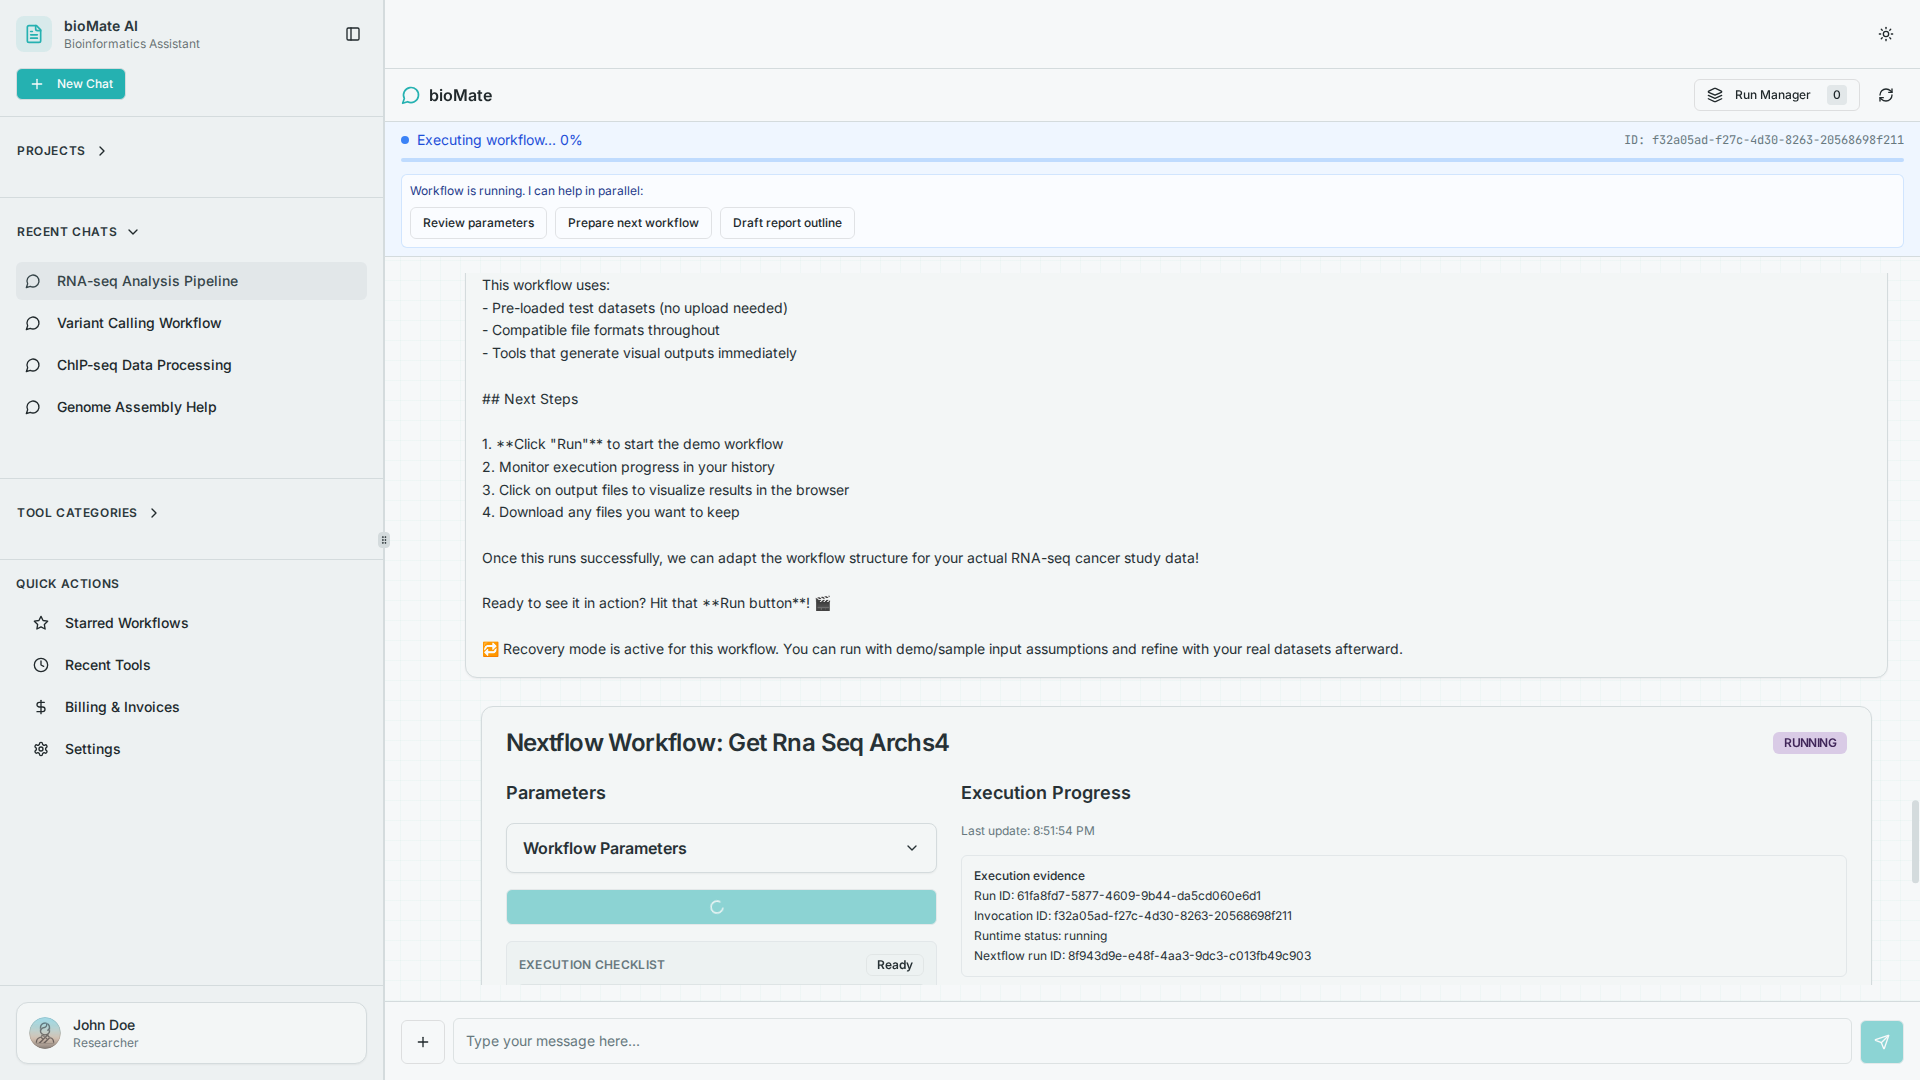 bioMate AI
Bioinformatics Assistant
New Chat
PROJECTS
RECENT CHATS
RNA-seq Analysis Pipeline
Variant Calling Workflow
ChIP-seq Data Processing
Genome Assembly Help
TOOL CATEGORIES
QUICK ACTIONS
Starred Workflows
Recent Tools
Billing & Invoices
Settings
John Doe
Researcher
bioMate
Run Manager 0
Executing workflow... 0%
ID: f32a05ad-f27c-4d30-8263-20568698f211
Workflow is running. I can help in parallel:
Review parameters
Prepare next workflow
Draft report outline
This workflow uses:
- Pre-loaded test datasets (no upload needed)
- Compatible file formats throughout
- Tools that generate visual outputs immediately
## Next Steps
1. **Click "Run"** to start the demo workflow
2. Monitor execution progress in your history
3. Click on output files to visualize results in the browser
4. Download any files you want to keep
Once this runs successfully, we can adapt the workflow structure for your actual RNA-seq cancer study data!
Ready to see it in action? Hit that **Run button**! 🎬
🔁 Recovery mode is active for this workflow. You can run with demo/sample input assumptions and refine with your real datasets afterward.
Nextflow Workflow: Get Rna Seq Archs4
RUNNING
Parameters
Workflow Parameters
EXECUTION CHECKLIST
Ready
Execution Progress
Last update: 8:51:54 PM
Execution evidence
Run ID: 61fa8fd7-5877-4609-9b44-da5cd060e6d1
Invocation ID: f32a05ad-f27c-4d30-8263-20568698f211
Runtime status: running
Nextflow run ID: 8f943d9e-e48f-4aa3-9dc3-c013fb49c903
Type your message here...